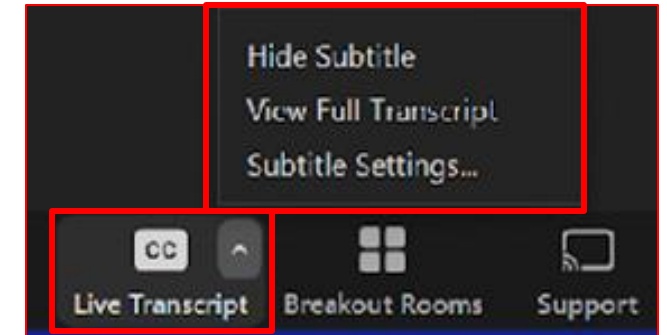 Hide Subtitle
View Full Transcript
Subtitle Settings...
CC
Live Transcript Breakout Rooms Support